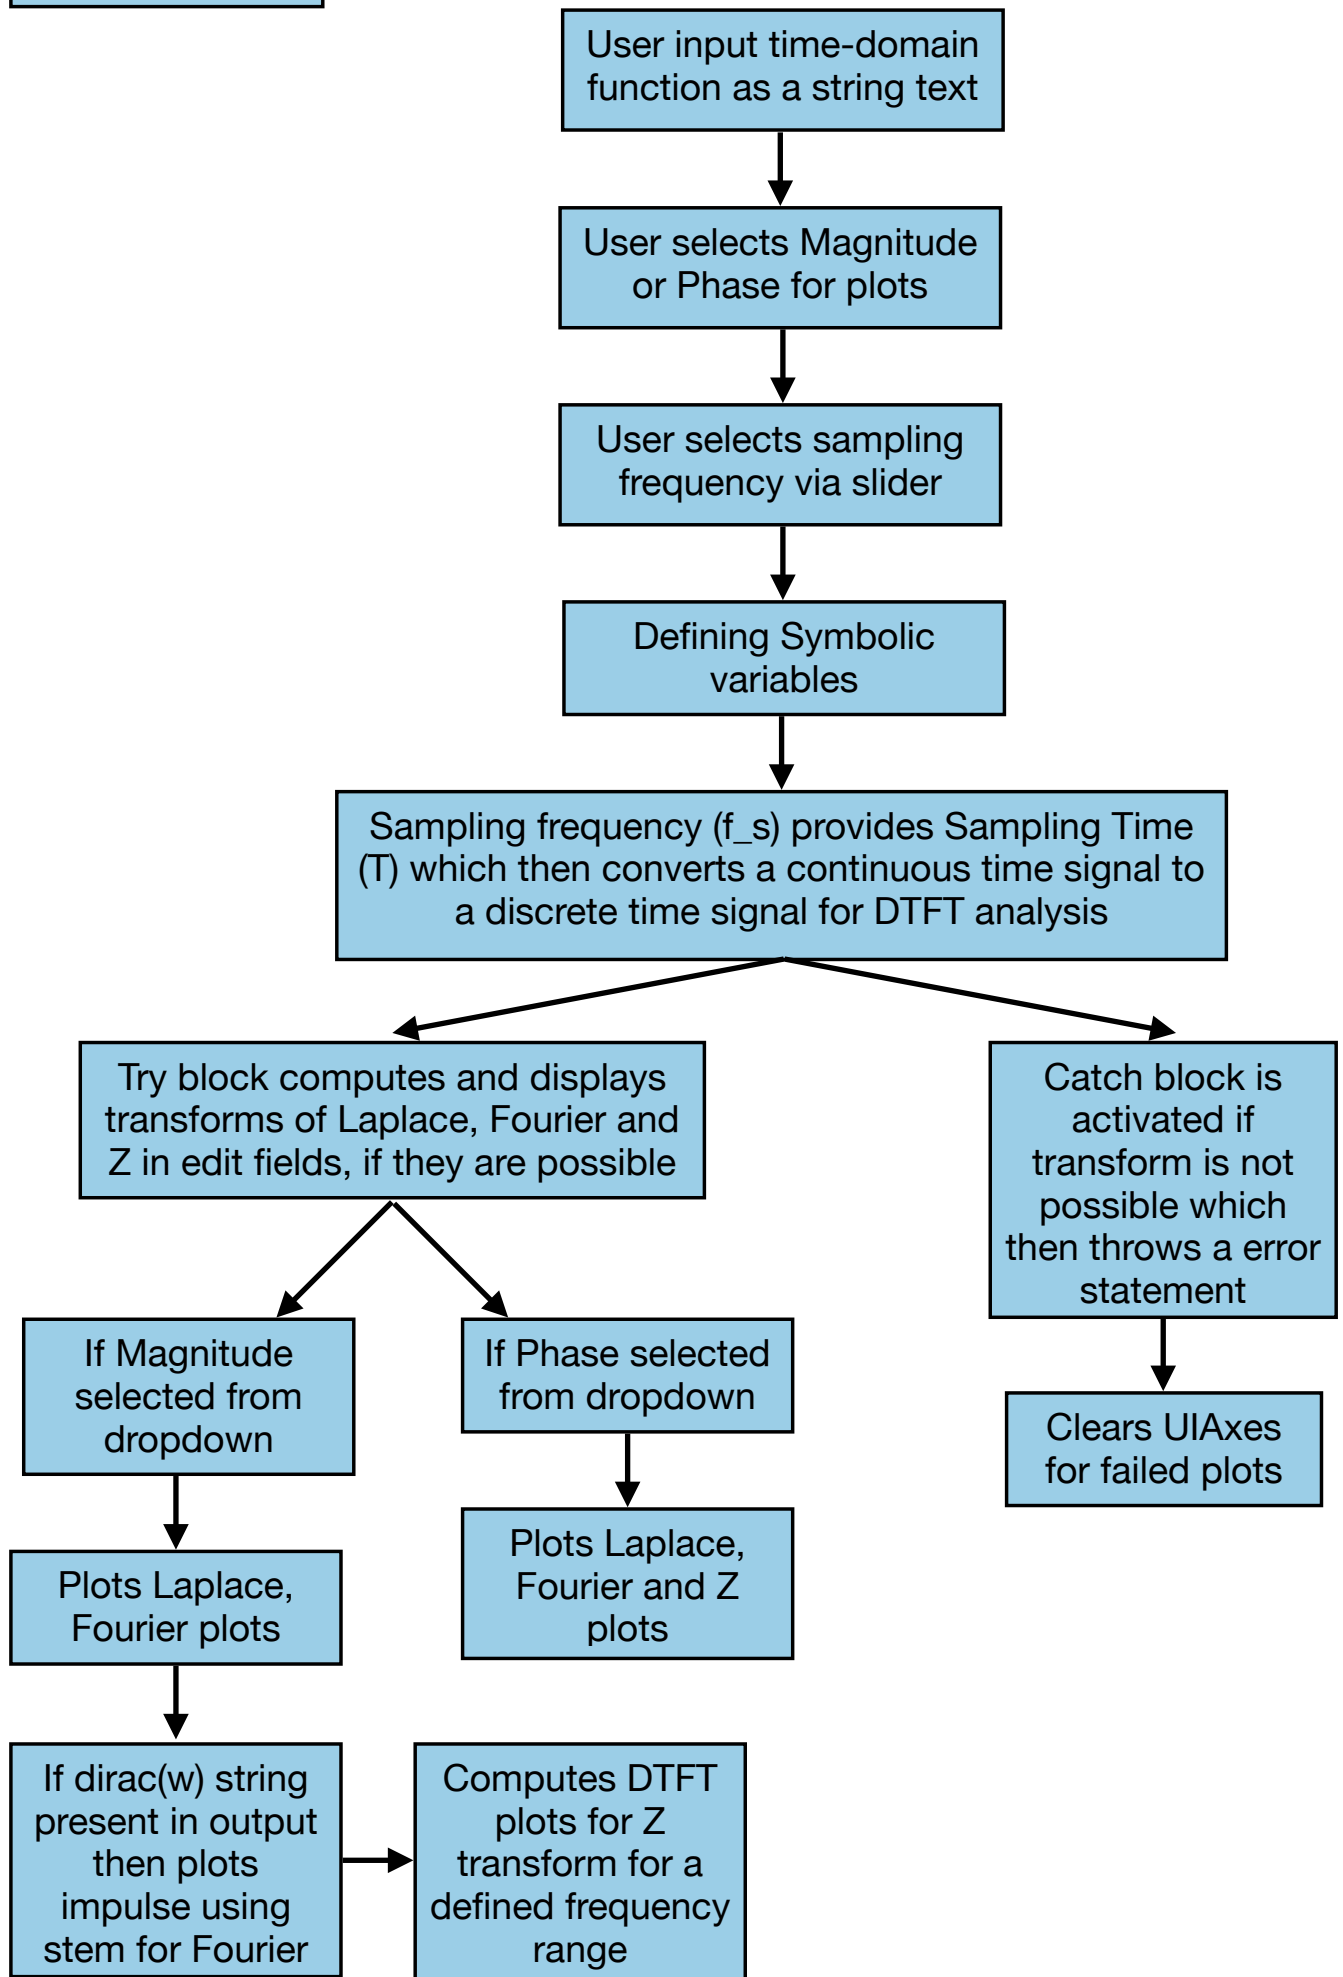 User input time-domain
function as a string text
User selects Magnitude
or Phase for plots
User selects sampling
frequency via slider
Defining Symbolic
variables
Sampling frequency (f_s) provides Sampling Time
(T) which then converts a continuous time signal to
a discrete time signal for DTFT analysis
Try block computes and displays
transforms of Laplace, Fourier and
Z in edit fields, if they are possible
Catch block is
activated if
transform is not
possible which
then throws a error
statement
If Magnitude
selected from
dropdown
If Phase selected
from dropdown
Clears UIAxes
for failed plots
Plots Laplace,
Fourier plots
Plots Laplace,
Fourier and Z
plots
If dirac(w) string
present in output
then plots
impulse using
stem for Fourier
Computes DTFT
plots for Z
transform for a
defined frequency
range